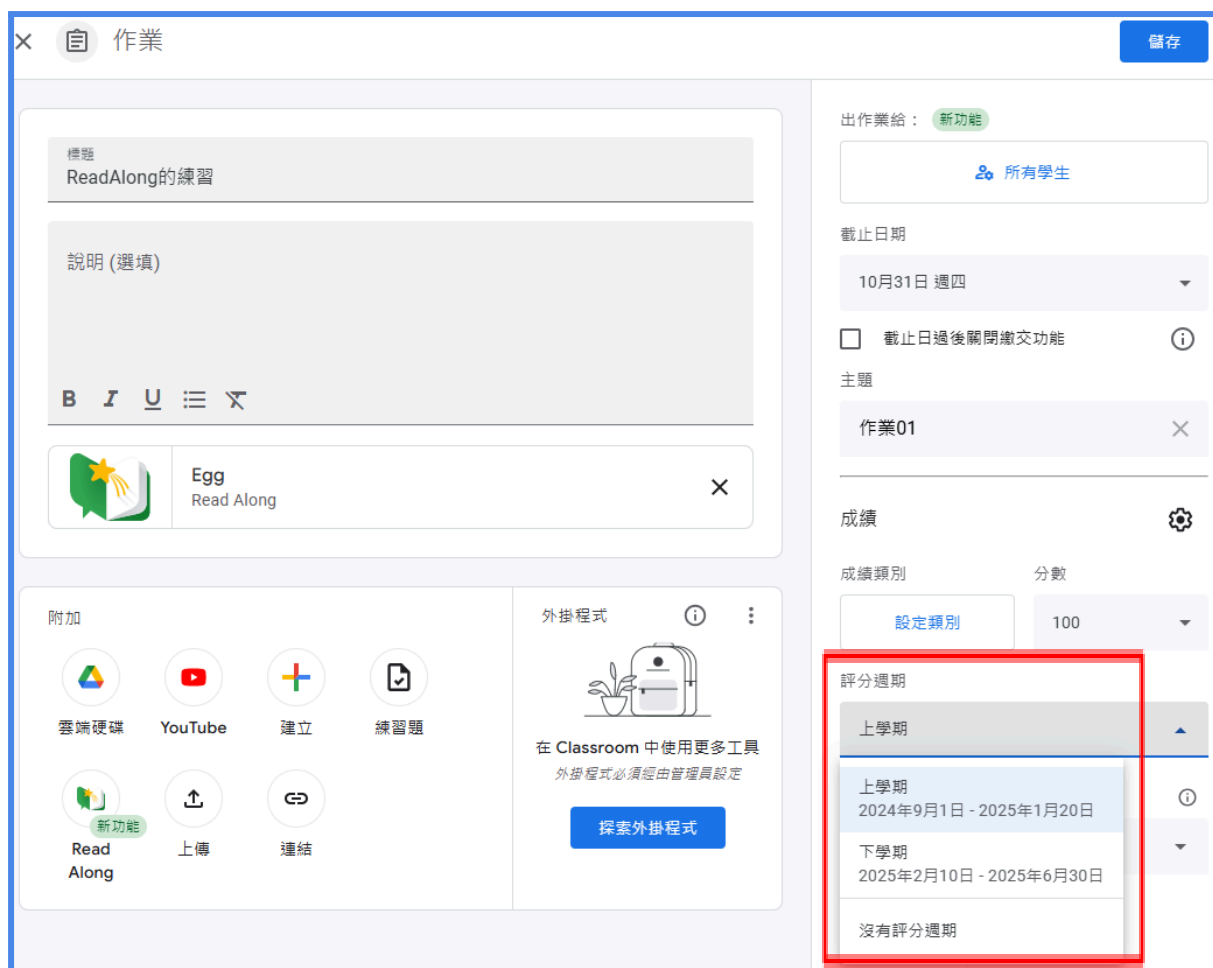 作業
儲存
標題
ReadAlong的練習
說明 (選填)
B I U
Egg
Read Along
附加
雲端硬碟
YouTube
建立
練習題
Read Along
新功能
上傳
連結
外掛程式
在 Classroom 中使用更多工具
外掛程式必須經由管理員設定
探索外掛程式
出作業給： 新功能
所有學生
截止日期
10月31日 週四
截止日過後關閉繳交功能
主題
作業01
成績
成績類別 分數
設定類別 100
評分週期
上學期
上學期
2024年9月1日 - 2025年1月20日
下學期
2025年2月10日 - 2025年6月30日
沒有評分週期